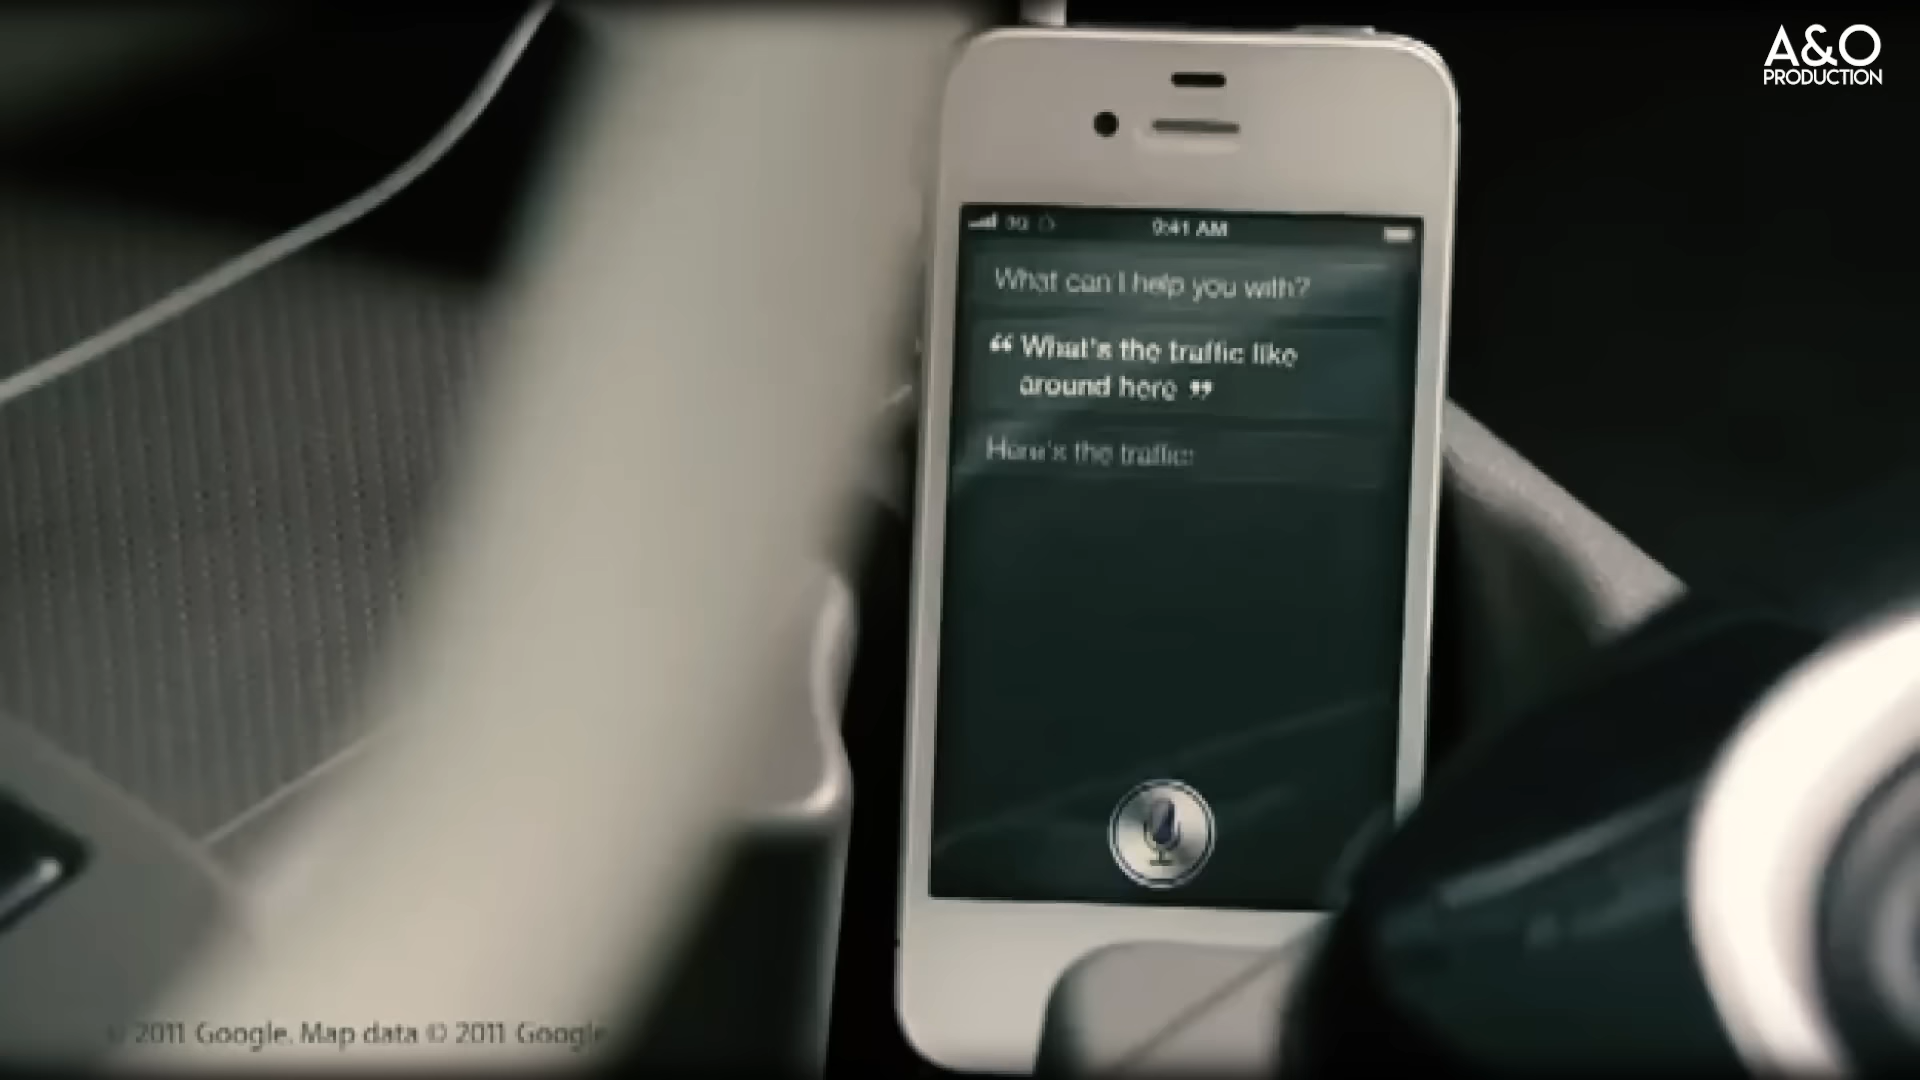 A&O
PRODUCTION
3G
9:41 AM
What can I help you with?
“ What's the traffic like
around here ”
Here's the traffic:
© 2011 Google. Map data © 2011 Google